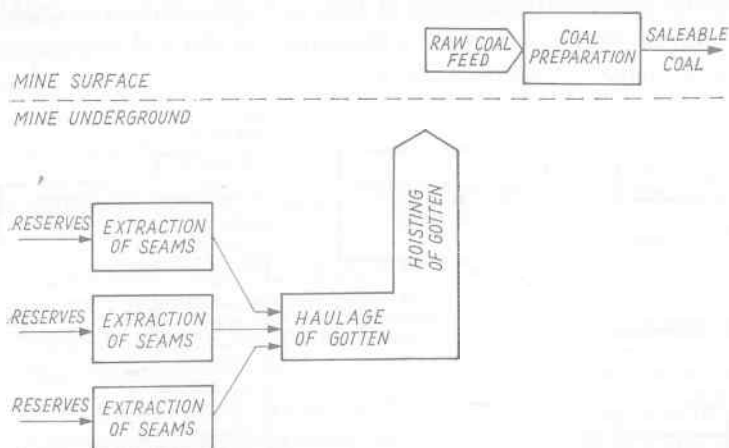 RAW COAL
FEED
COAL
PREPARATION
SALEABLE
COAL
MINE SURFACE
MINE UNDERGROUND
RESERVES
EXTRACTION
OF SEAMS
HOISTING
OF GOTTEN
RESERVES
EXTRACTION
OF SEAMS
HAULAGE
OF GOTTEN
RESERVES
EXTRACTION
OF SEAMS